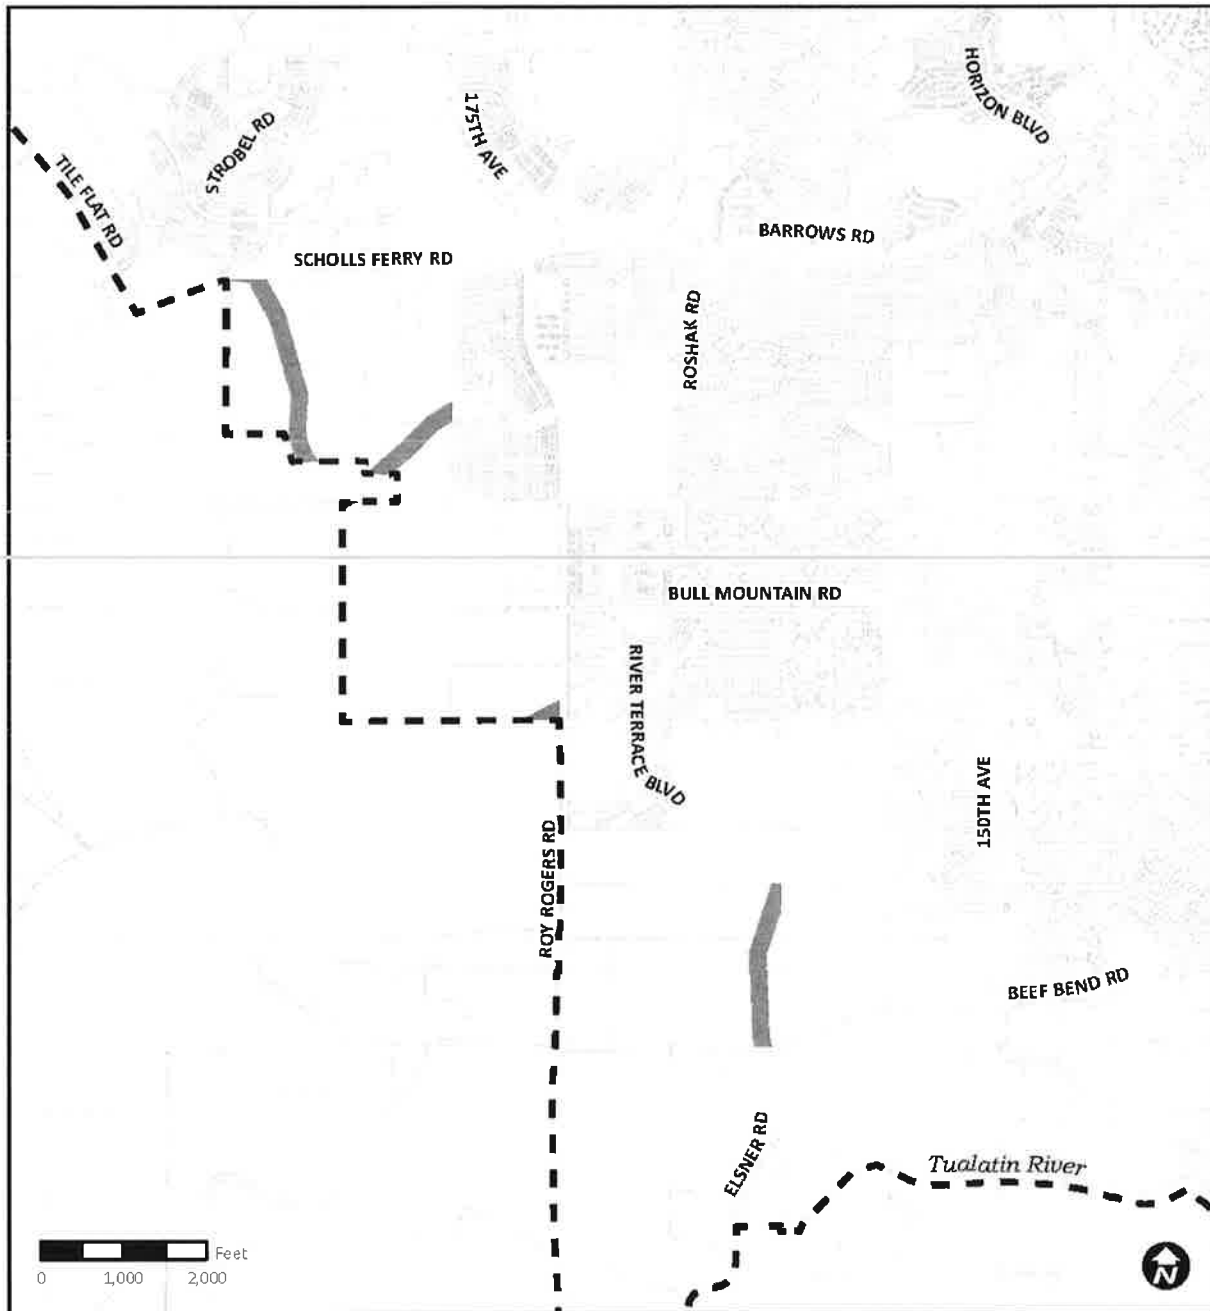 HORIZON BLVD
175TH AVE
STROBEL RD
TILE FLAT RD
BARROWS RD
SCHOLLS FERRY RD
ROSHAK RD
BULL MOUNTAIN RD
RIVER TERRACE BLVD
150TH AVE
ROY ROGERS RD
BEEF BEND RD
ELSNER RD
Tualatin River
Feet
0 1,000 2,000
N